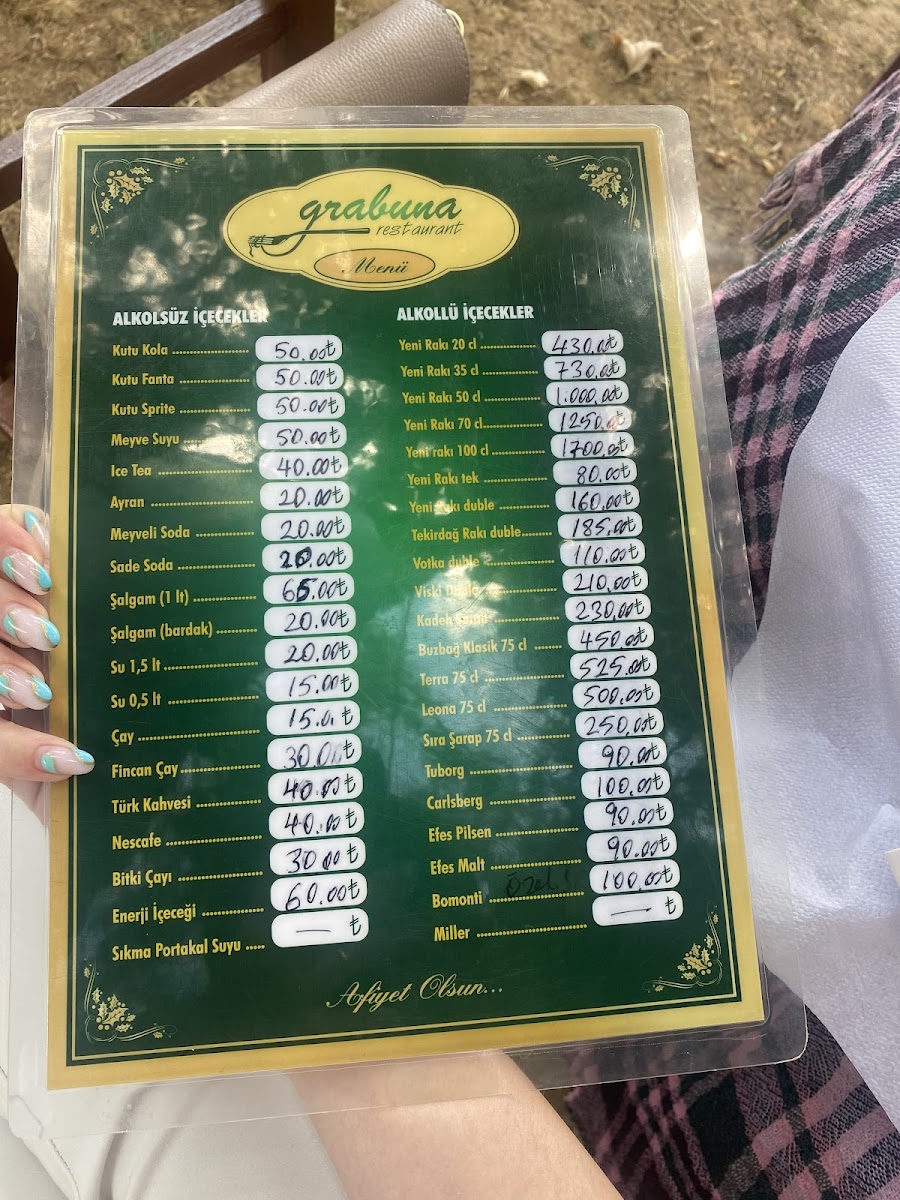 grabuna
restaurant
Menü
ALKOLSÜZ İÇECEKLER
Kutu Kola 50.00₺
Kutu Fanta 50.00₺
Kutu Sprite 50.00₺
Meyve Suyu 50.00₺
Ice Tea 40.00₺
Ayran 20.00₺
Meyveli Soda 20.00₺
Sade Soda 20.00₺
Şalgam (1 lt) 65.00₺
Şalgam (bardak) 20.00₺
Su 1,5 lt 20.00₺
Su 0,5 lt 15.00₺
Çay 15.0₺
Fincan Çay 30.00₺
Türk Kahvesi 40.00₺
Nescafe 40.00₺
Bitki Çayı 30.00₺
Enerji İçeceği 60.00₺
Sıkma Portakal Suyu — ₺
ALKOLLÜ İÇECEKLER
Yeni Rakı 20 cl 430.00₺
Yeni Rakı 35 cl 730.00₺
Yeni Rakı 50 cl 1.000.00₺
Yeni Rakı 70 cl 1250.00₺
Yeni rakı 100 cl 1700.00₺
Yeni Rakı tek 80.00₺
Yeni Rakı duble 160.00₺
Tekirdağ Rakı duble 185.00₺
Votka duble 110.00₺
Viski 210.00₺
Kadeh 230.00₺
Buzbağ Klasik 75 cl 450.00₺
Terra 75 cl 525.00₺
Leona 75 cl 500.00₺
Sıra Şarap 75 cl 250.00₺
Tuborg 90.00₺
Carlsberg 100.00₺
Efes Pilsen 90.00₺
Efes Malt 90.00₺
Bomonti 100.00₺
Miller — ₺
Afiyet Olsun...